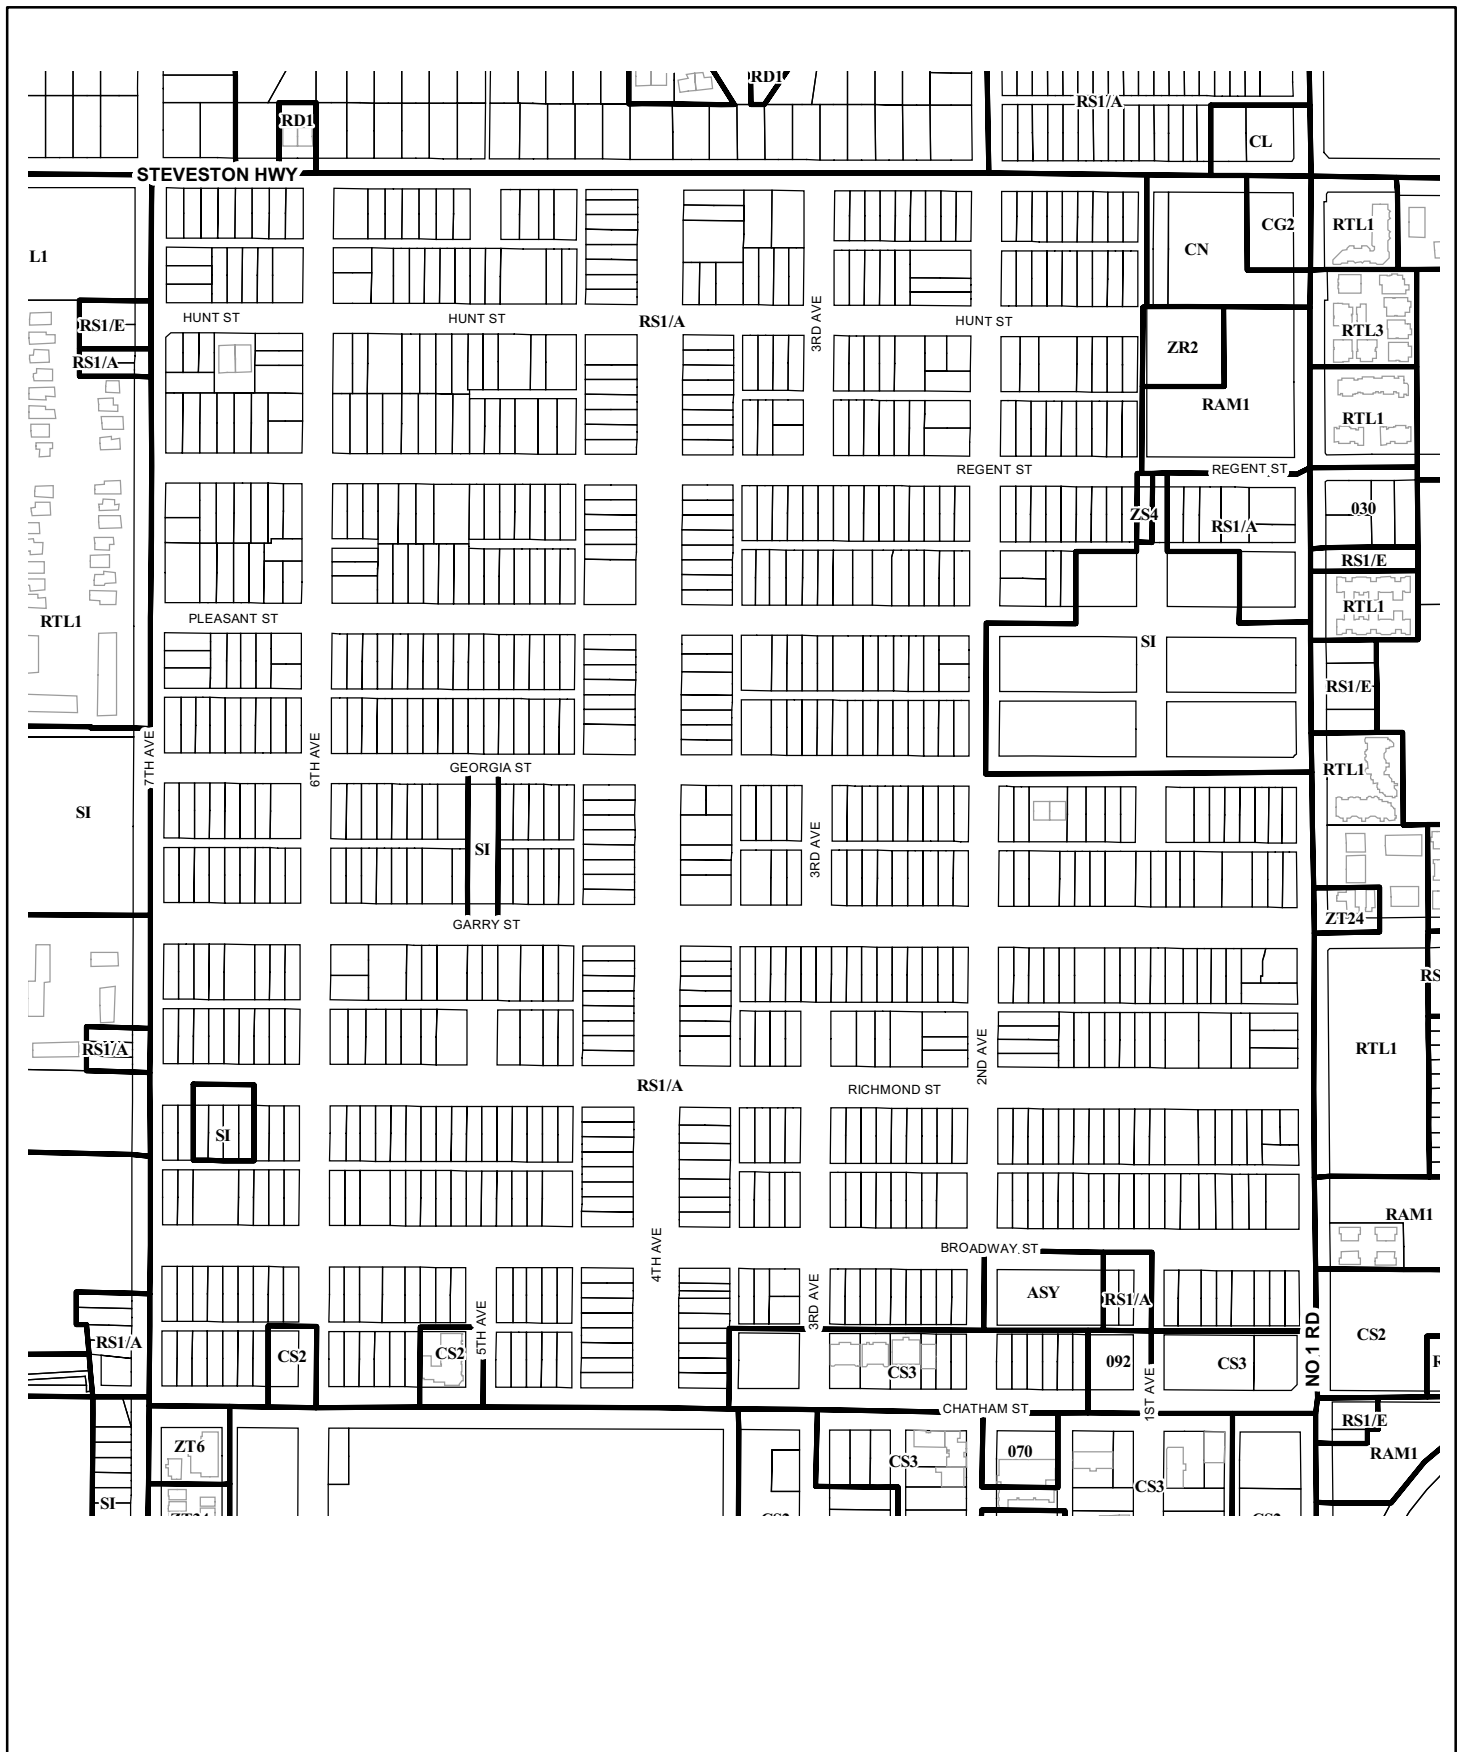 RD1
RS1/A
RD1
CL
STEVESTON HWY
CG2
RTL1
CN
L1
HUNT ST
HUNT ST
RS1/A
3RD AVE
HUNT ST
RS1/E
RTL3
ZR2
RS1/A
RAM1
RTL1
REGENT ST
REGENT ST
030
ZS4
RS1/A
RS1/E
RTL1
PLEASANT ST
RTL1
SI
RS1/E
7TH AVE
6TH AVE
GEORGIA ST
RTL1
SI
SI
3RD AVE
GARRY ST
ZT24
RS
RS1/A
2ND AVE
RTL1
RS1/A
RICHMOND ST
SI
RAM1
4TH AVE
BROADWAY ST
ASY
RS1/A
3RD AVE
5TH AVE
NO 1 RD
RS1/A
CS2
CS2
CS2
CS3
092
CS3
1ST AVE
CHATHAM ST
RS1/E
ZT6
CS3
070
RAM1
CS3
SI